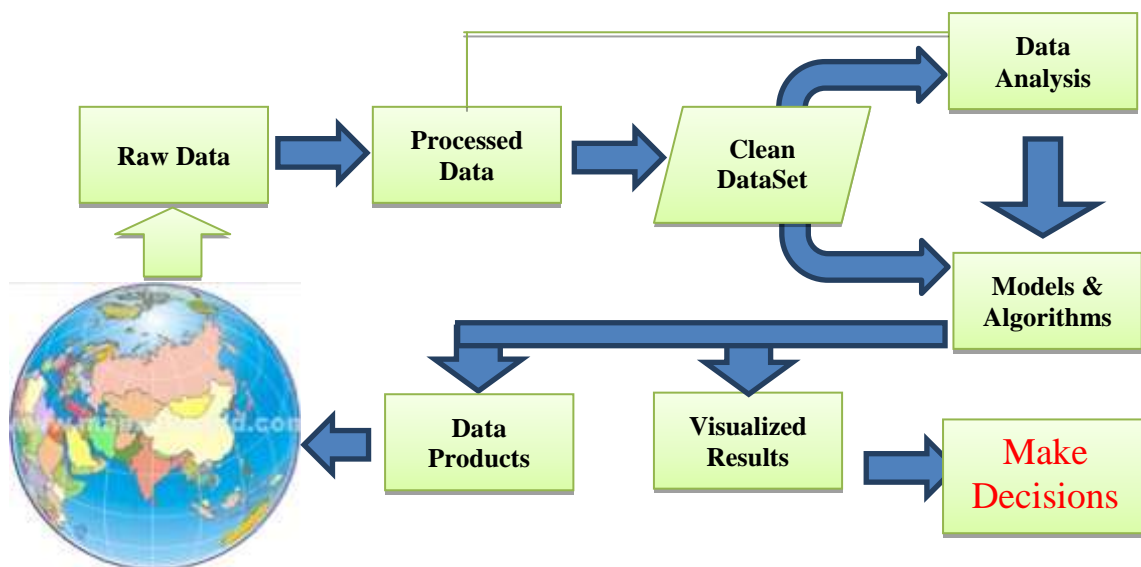 Data
Analysis
Raw Data
Processed
Data
Clean
DataSet
Models &
Algorithms
Data
Products
Visualized
Results
Make
Decisions